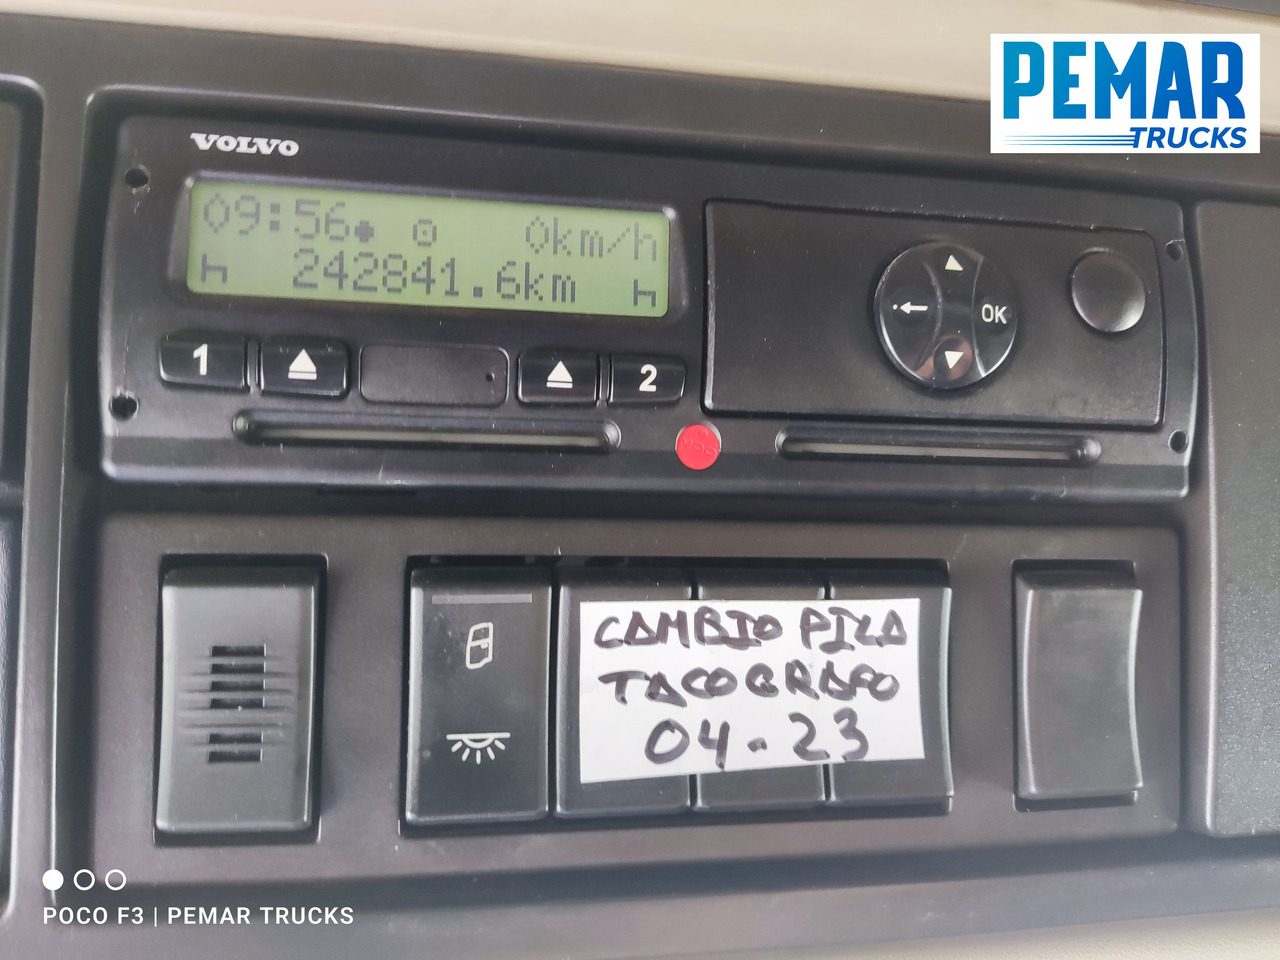 PEMAR
TRUCKS
VOLVO
09:56 0km/h
242841.6km
1
2
OK
VDO
CAMBIO PILA
TACOGRAFO
04-23
POCO F3 | PEMAR TRUCKS